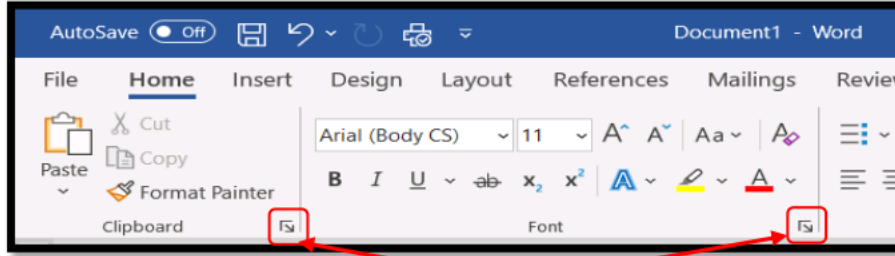 AutoSave Off Document1 - Word
File Home Insert Design Layout References Mailings
Cut
Arial (Body CS) 11 A A Aa A
Copy
Paste
B I U ab x₂ x² A A
Format Painter
Clipboard Font